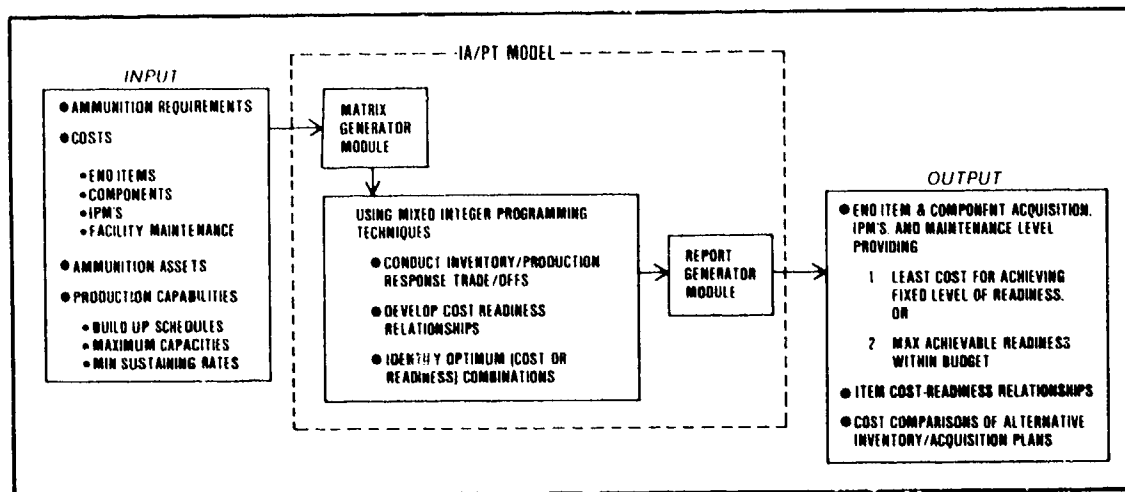 IA/PT MODEL
INPUT
● AMMUNITION REQUIREMENTS
● COSTS
● END ITEMS
● COMPONENTS
● IPM'S
● FACILITY MAINTENANCE
● AMMUNITION ASSETS
● PRODUCTION CAPABILITIES
● BUILD UP SCHEDULES
● MAXIMUM CAPACITIES
● MIN SUSTAINING RATES
MATRIX
GENERATOR
MODULE
USING MIXED INTEGER PROGRAMMING
TECHNIQUES
● CONDUCT INVENTORY/PRODUCTION
RESPONSE TRADE/OFFS
● DEVELOP COST READINESS
RELATIONSHIPS
● IDENTIFY OPTIMUM (COST OR
READINESS) COMBINATIONS
REPORT
GENERATOR
MODULE
OUTPUT
● END ITEM & COMPONENT ACQUISITION,
IPM'S, AND MAINTENANCE LEVEL
PROVIDING
1 LEAST COST FOR ACHIEVING
FIXED LEVEL OF READINESS,
OR
2 MAX ACHIEVABLE READINESS
WITHIN BUDGET
● ITEM COST-READINESS RELATIONSHIPS
● COST COMPARISONS OF ALTERNATIVE
INVENTORY/ACQUISITION PLANS